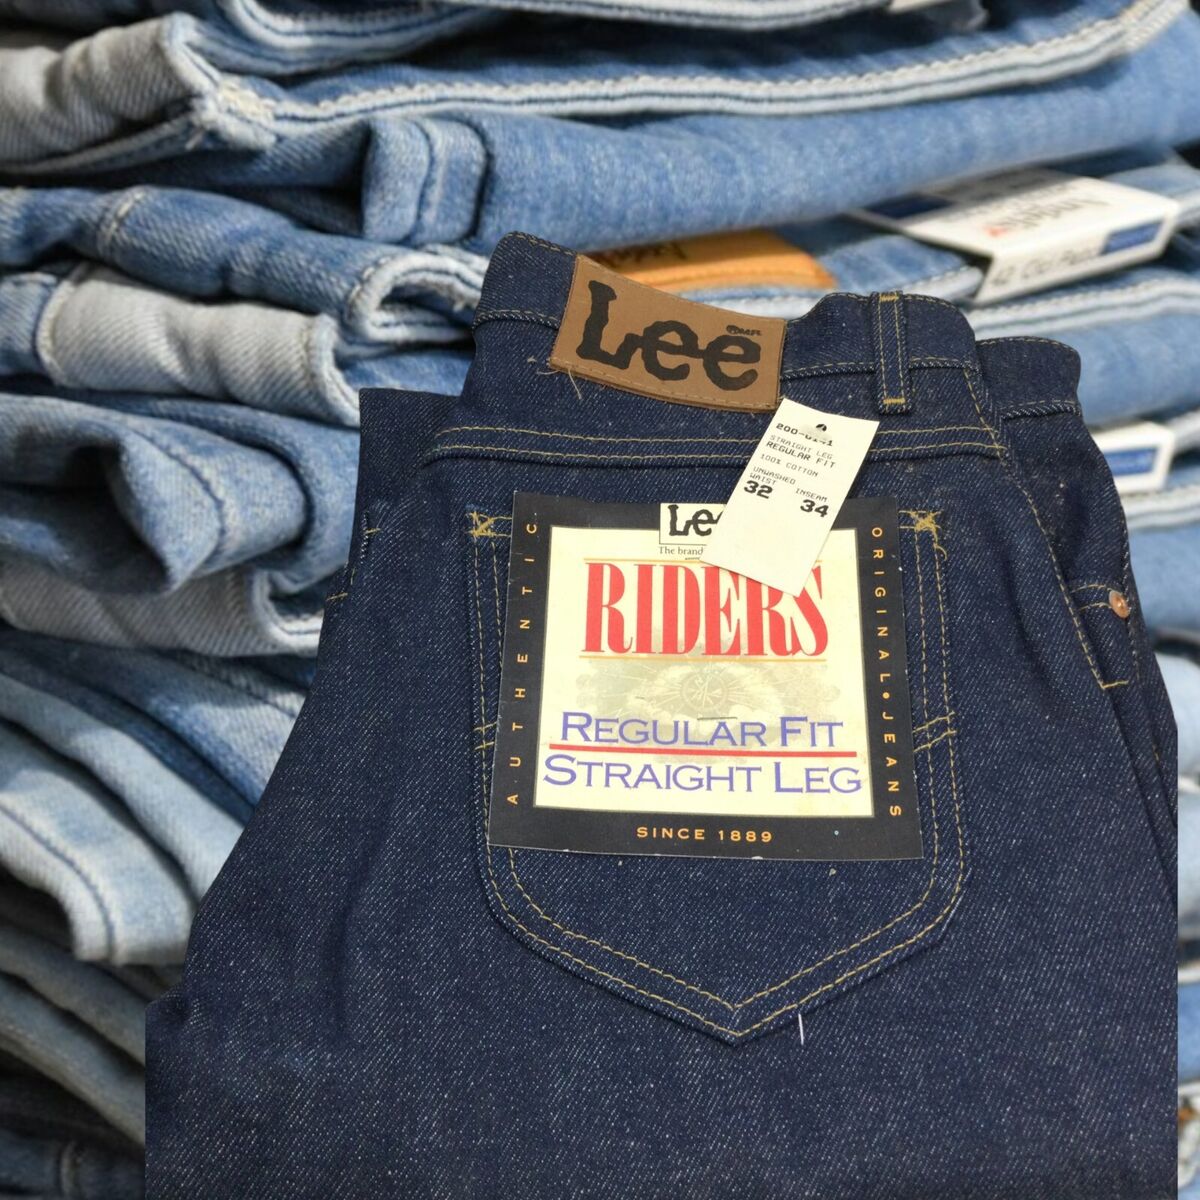 Lee
®MR
STRAIGHT LEG
REGULAR FIT
100% COTTON
UNWASHED
WAIST INSEAM
32 34
The brand
RIDERS
REGULAR FIT
STRAIGHT LEG
AUTHENTIC
ORIGINAL • JEANS
SINCE 1889